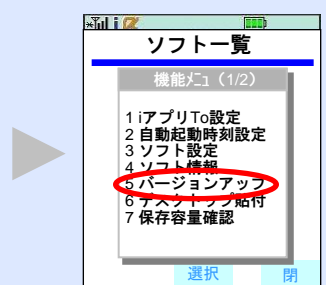 ソフト一覧
機能ﾒﾆｭ (1/2)
1 iアプリTo設定
2 自動起動時刻設定
3 ソフト設定
4 ソフト情報
5 バージョンアップ
6 デスクトップ貼付
7 保存容量確認
選択 閉